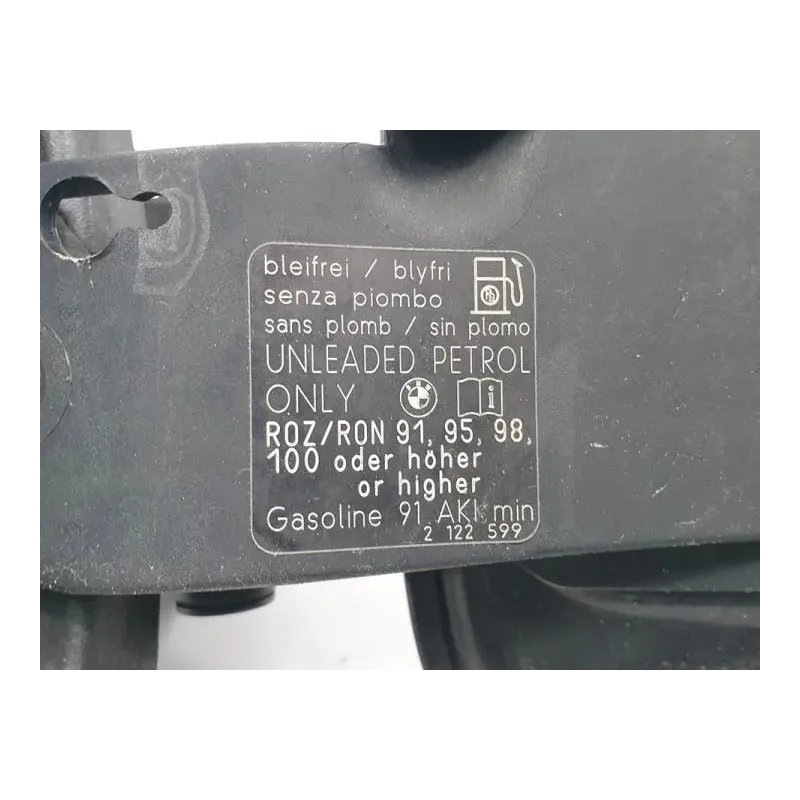 bleifrei / blyfri
senza piombo
sans plomb / sin plomo
UNLEADED PETROL
ONLY
ROZ/RON 91, 95, 98,
100 oder höher
or higher
Gasoline 91 AKI min
2 122 599